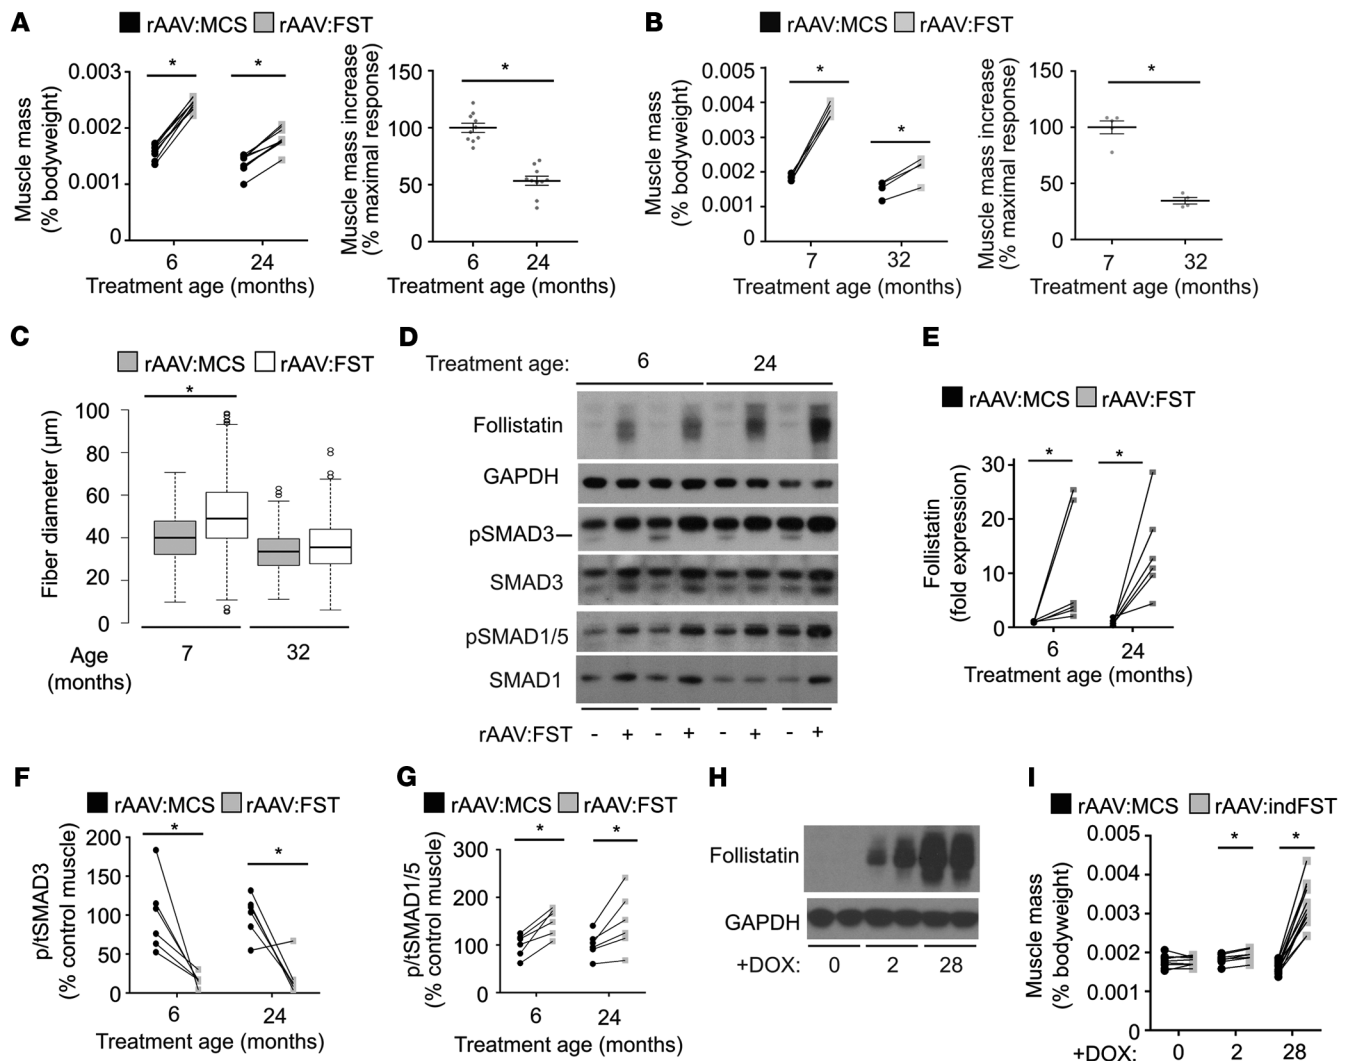 A
rAAV:MCS rAAV:FST
Muscle mass
(% bodyweight)
0.003
0.002
0.001
0
* *
6 24
Treatment age (months)
Muscle mass increase
(% maximal response)
150
100
50
0
*
6 24
Treatment age (months)
B
rAAV:MCS rAAV:FST
Muscle mass
(% bodyweight)
0.005
0.004
0.003
0.002
0.001
0
* *
7 32
Treatment age (months)
Muscle mass increase
(% maximal response)
150
100
50
0
*
7 32
Treatment age (months)
C
rAAV:MCS rAAV:FST
*
Fiber diameter (µm)
100
80
60
40
20
0
Age
(months)
7 32
D
Treatment age: 6 24
Follistatin
GAPDH
pSMAD3
SMAD3
pSMAD1/5
SMAD1
rAAV:FST - + - + - + - +
E
rAAV:MCS rAAV:FST
Follistatin
(fold expression)
30
20
10
0
* *
6 24
Treatment age (months)
F
rAAV:MCS rAAV:FST
p/tSMAD3
(% control muscle)
200
150
100
50
0
* *
6 24
Treatment age (months)
G
rAAV:MCS rAAV:FST
p/tSMAD1/5
(% control muscle)
300
200
100
0
* *
6 24
Treatment age (months)
H
Follistatin
GAPDH
+DOX: 0 2 28
I
rAAV:MCS rAAV:indFST
Muscle mass
(% bodyweight)
0.005
0.004
0.003
0.002
0.001
0
* *
+DOX: 0 2 28